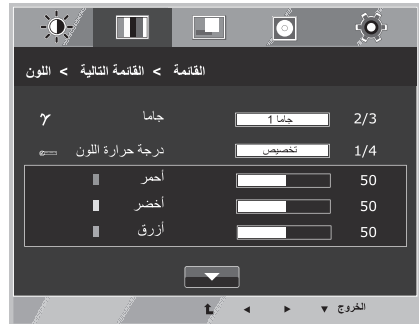 القائمة > القائمة التالية > اللون
γ جاما جاما 1 2/3
درجة حرارة اللون تخصيص 1/4
أحمر 50
أخضر 50
أزرق 50
الخروج